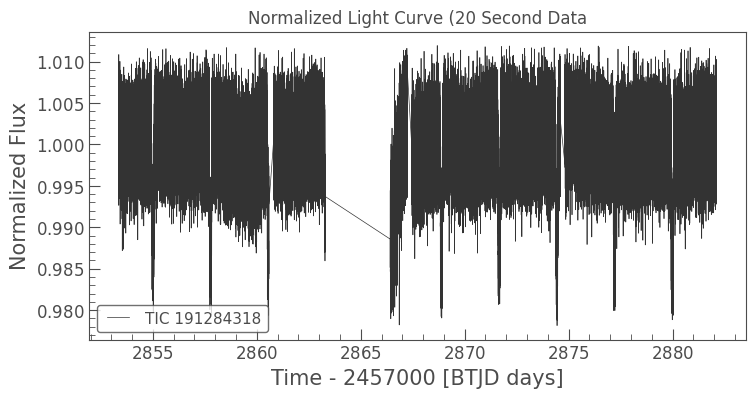 Normalized Light Curve (20 Second Data
Normalized Flux
1.010
1.005
1.000
0.995
0.990
0.985
0.980
TIC 191284318
2855 2860 2865 2870 2875 2880
Time - 2457000 [BTJD days]